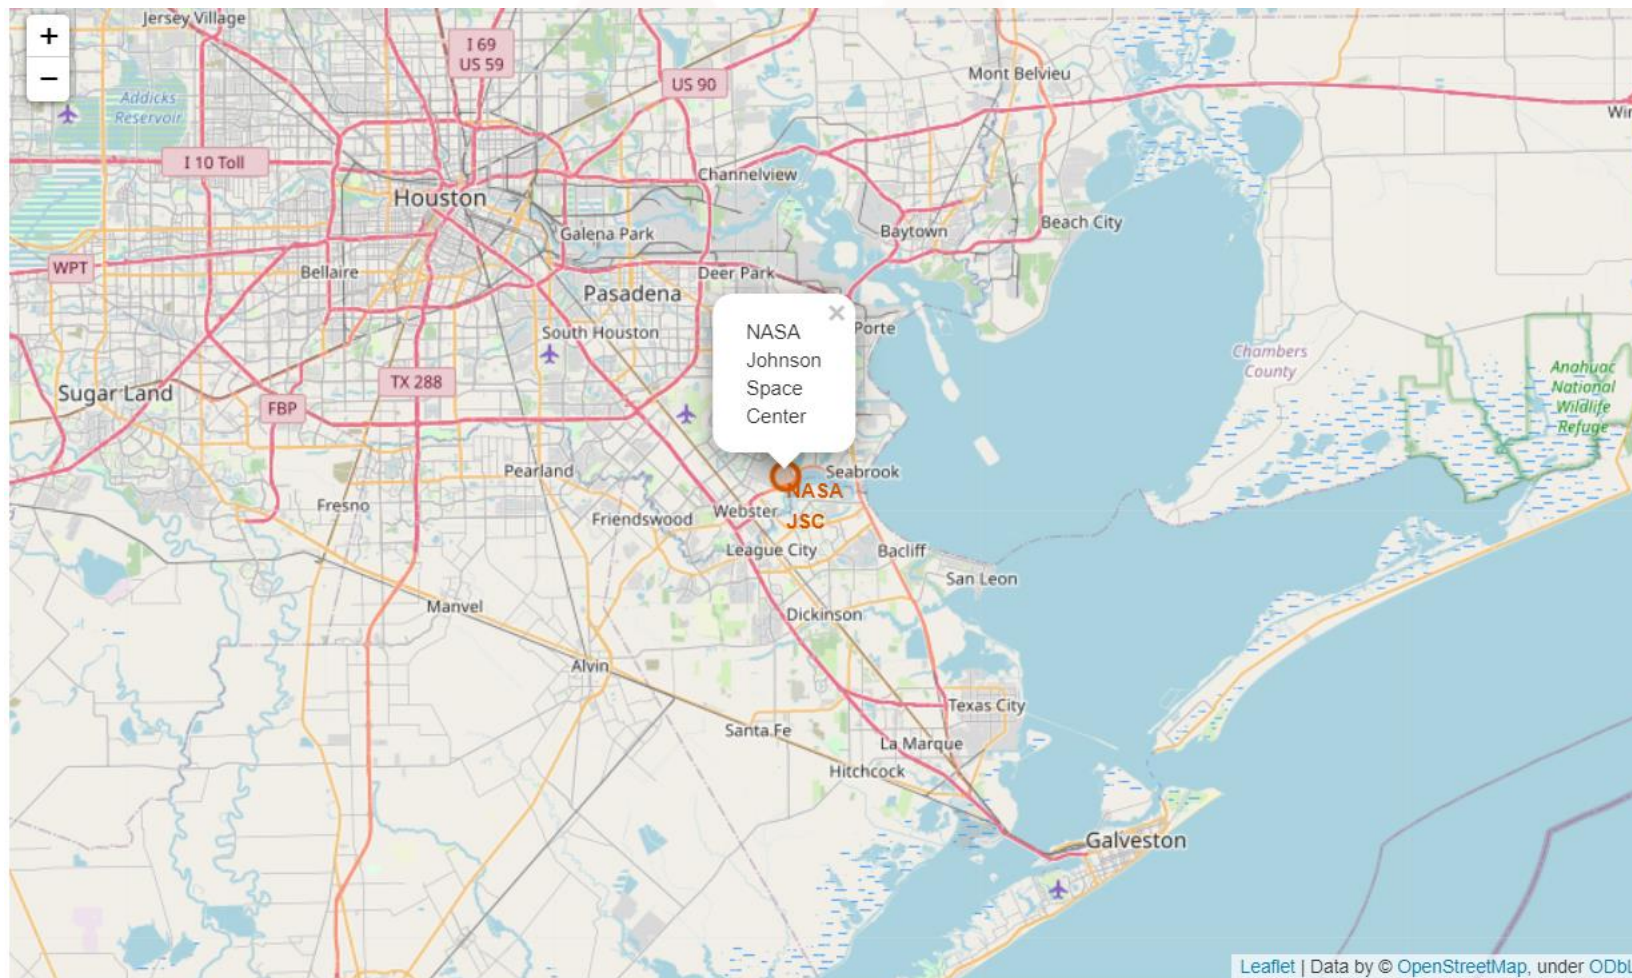 Jersey Village
+
I 69
US 59
−
Mont Belvieu
US 90
Addicks
Reservoir
I 10 Toll
Channelview
Houston
Beach City
Galena Park
Baytown
WPT
Bellaire
Deer Park
Pasadena
×
South Houston
NASA
Johnson
Space
Center
Porte
Chambers
County
Anahuac
National
Wildlife
Refuge
TX 288
Sugar Land
FBP
Pearland
Seabrook
NASA
JSC
Fresno
Friendswood
Webster
League City
Bacliff
San Leon
Manvel
Dickinson
Alvin
Texas City
Santa Fe
La Marque
Hitchcock
Galveston
Leaflet | Data by © OpenStreetMap, under ODbl